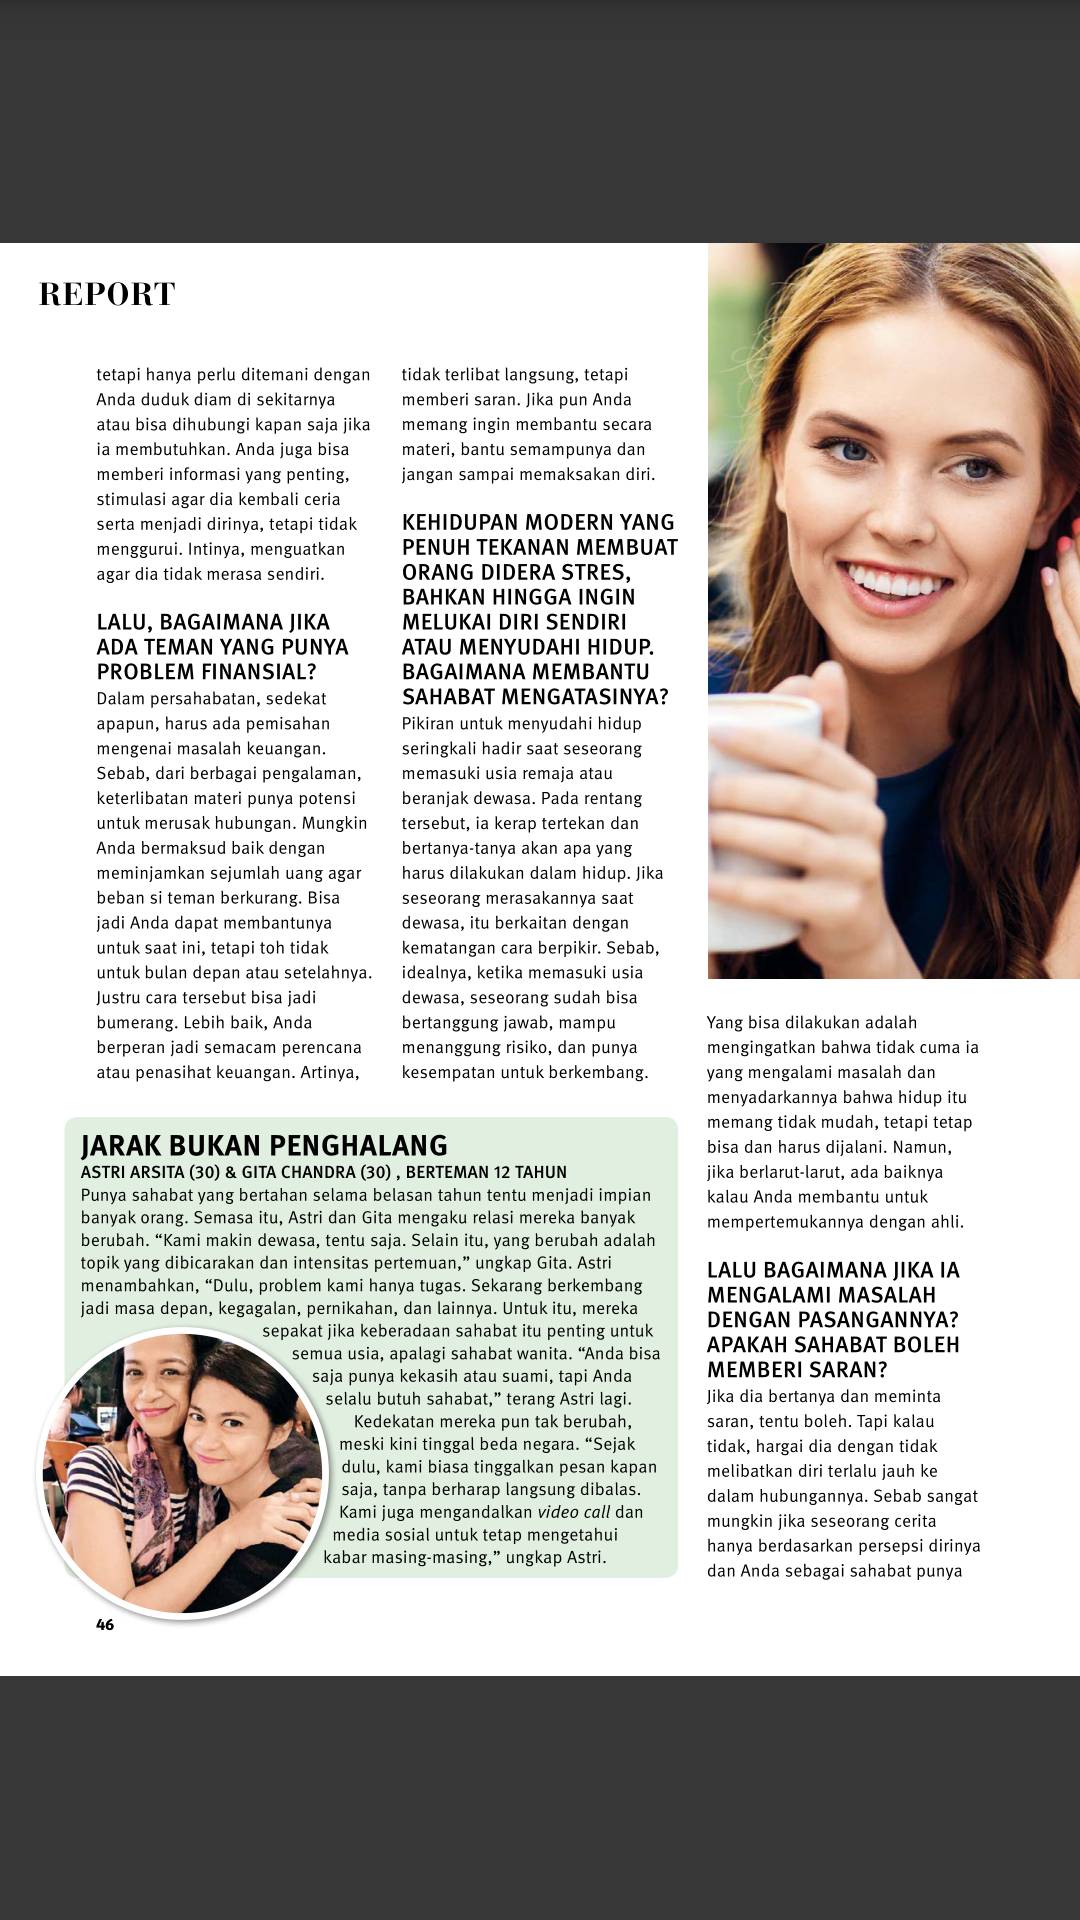 REPORT
tetapi hanya perlu ditemani dengan
Anda duduk diam di sekitarnya
atau bisa dihubungi kapan saja jika
ia membutuhkan. Anda juga bisa
memberi informasi yang penting,
stimulasi agar dia kembali ceria
serta menjadi dirinya, tetapi tidak
menggurui. Intinya, menguatkan
agar dia tidak merasa sendiri.
LALU, BAGAIMANA JIKA
ADA TEMAN YANG PUNYA
PROBLEM FINANSIAL?
Dalam persahabatan, sedekat
apapun, harus ada pemisahan
mengenai masalah keuangan.
Sebab, dari berbagai pengalaman,
keterlibatan materi punya potensi
untuk merusak hubungan. Mungkin
Anda bermaksud baik dengan
meminjamkan sejumlah uang agar
beban si teman berkurang. Bisa
jadi Anda dapat membantunya
untuk saat ini, tetapi toh tidak
untuk bulan depan atau setelahnya.
Justru cara tersebut bisa jadi
bumerang. Lebih baik, Anda
berperan jadi semacam perencana
atau penasihat keuangan. Artinya,
tidak terlibat langsung, tetapi
memberi saran. Jika pun Anda
memang ingin membantu secara
materi, bantu semampunya dan
jangan sampai memaksakan diri.
KEHIDUPAN MODERN YANG
PENUH TEKANAN MEMBUAT
ORANG DIDERA STRES,
BAHKAN HINGGA INGIN
MELUKAI DIRI SENDIRI
ATAU MENYUDAHI HIDUP.
BAGAIMANA MEMBANTU
SAHABAT MENGATASINYA?
Pikiran untuk menyudahi hidup
seringkali hadir saat seseorang
memasuki usia remaja atau
beranjak dewasa. Pada rentang
tersebut, ia kerap tertekan dan
bertanya-tanya akan apa yang
harus dilakukan dalam hidup. Jika
seseorang merasakannya saat
dewasa, itu berkaitan dengan
kematangan cara berpikir. Sebab,
idealnya, ketika memasuki usia
dewasa, seseorang sudah bisa
bertanggung jawab, mampu
menanggung risiko, dan punya
kesempatan untuk berkembang.
Yang bisa dilakukan adalah
mengingatkan bahwa tidak cuma ia
yang mengalami masalah dan
menyadarkannya bahwa hidup itu
memang tidak mudah, tetapi tetap
bisa dan harus dijalani. Namun,
jika berlarut-larut, ada baiknya
kalau Anda membantu untuk
mempertemukannya dengan ahli.
LALU BAGAIMANA JIKA IA
MENGALAMI MASALAH
DENGAN PASANGANNYA?
APAKAH SAHABAT BOLEH
MEMBERI SARAN?
Jika dia bertanya dan meminta
saran, tentu boleh. Tapi kalau
tidak, hargai dia dengan tidak
melibatkan diri terlalu jauh ke
dalam hubungannya. Sebab sangat
mungkin jika seseorang cerita
hanya berdasarkan persepsi dirinya
dan Anda sebagai sahabat punya
JARAK BUKAN PENGHALANG
ASTRI ARSITA (30) & GITA CHANDRA (30) , BERTEMAN 12 TAHUN
Punya sahabat yang bertahan selama belasan tahun tentu menjadi impian
banyak orang. Semasa itu, Astri dan Gita mengaku relasi mereka banyak
berubah. “Kami makin dewasa, tentu saja. Selain itu, yang berubah adalah
topik yang dibicarakan dan intensitas pertemuan,” ungkap Gita. Astri
menambahkan, “Dulu, problem kami hanya tugas. Sekarang berkembang
jadi masa depan, kegagalan, pernikahan, dan lainnya. Untuk itu, mereka
sepakat jika keberadaan sahabat itu penting untuk
semua usia, apalagi sahabat wanita. “Anda bisa
saja punya kekasih atau suami, tapi Anda
selalu butuh sahabat,” terang Astri lagi.
Kedekatan mereka pun tak berubah,
meski kini tinggal beda negara. “Sejak
dulu, kami biasa tinggalkan pesan kapan
saja, tanpa berharap langsung dibalas.
Kami juga mengandalkan video call dan
media sosial untuk tetap mengetahui
kabar masing-masing,” ungkap Astri.
46